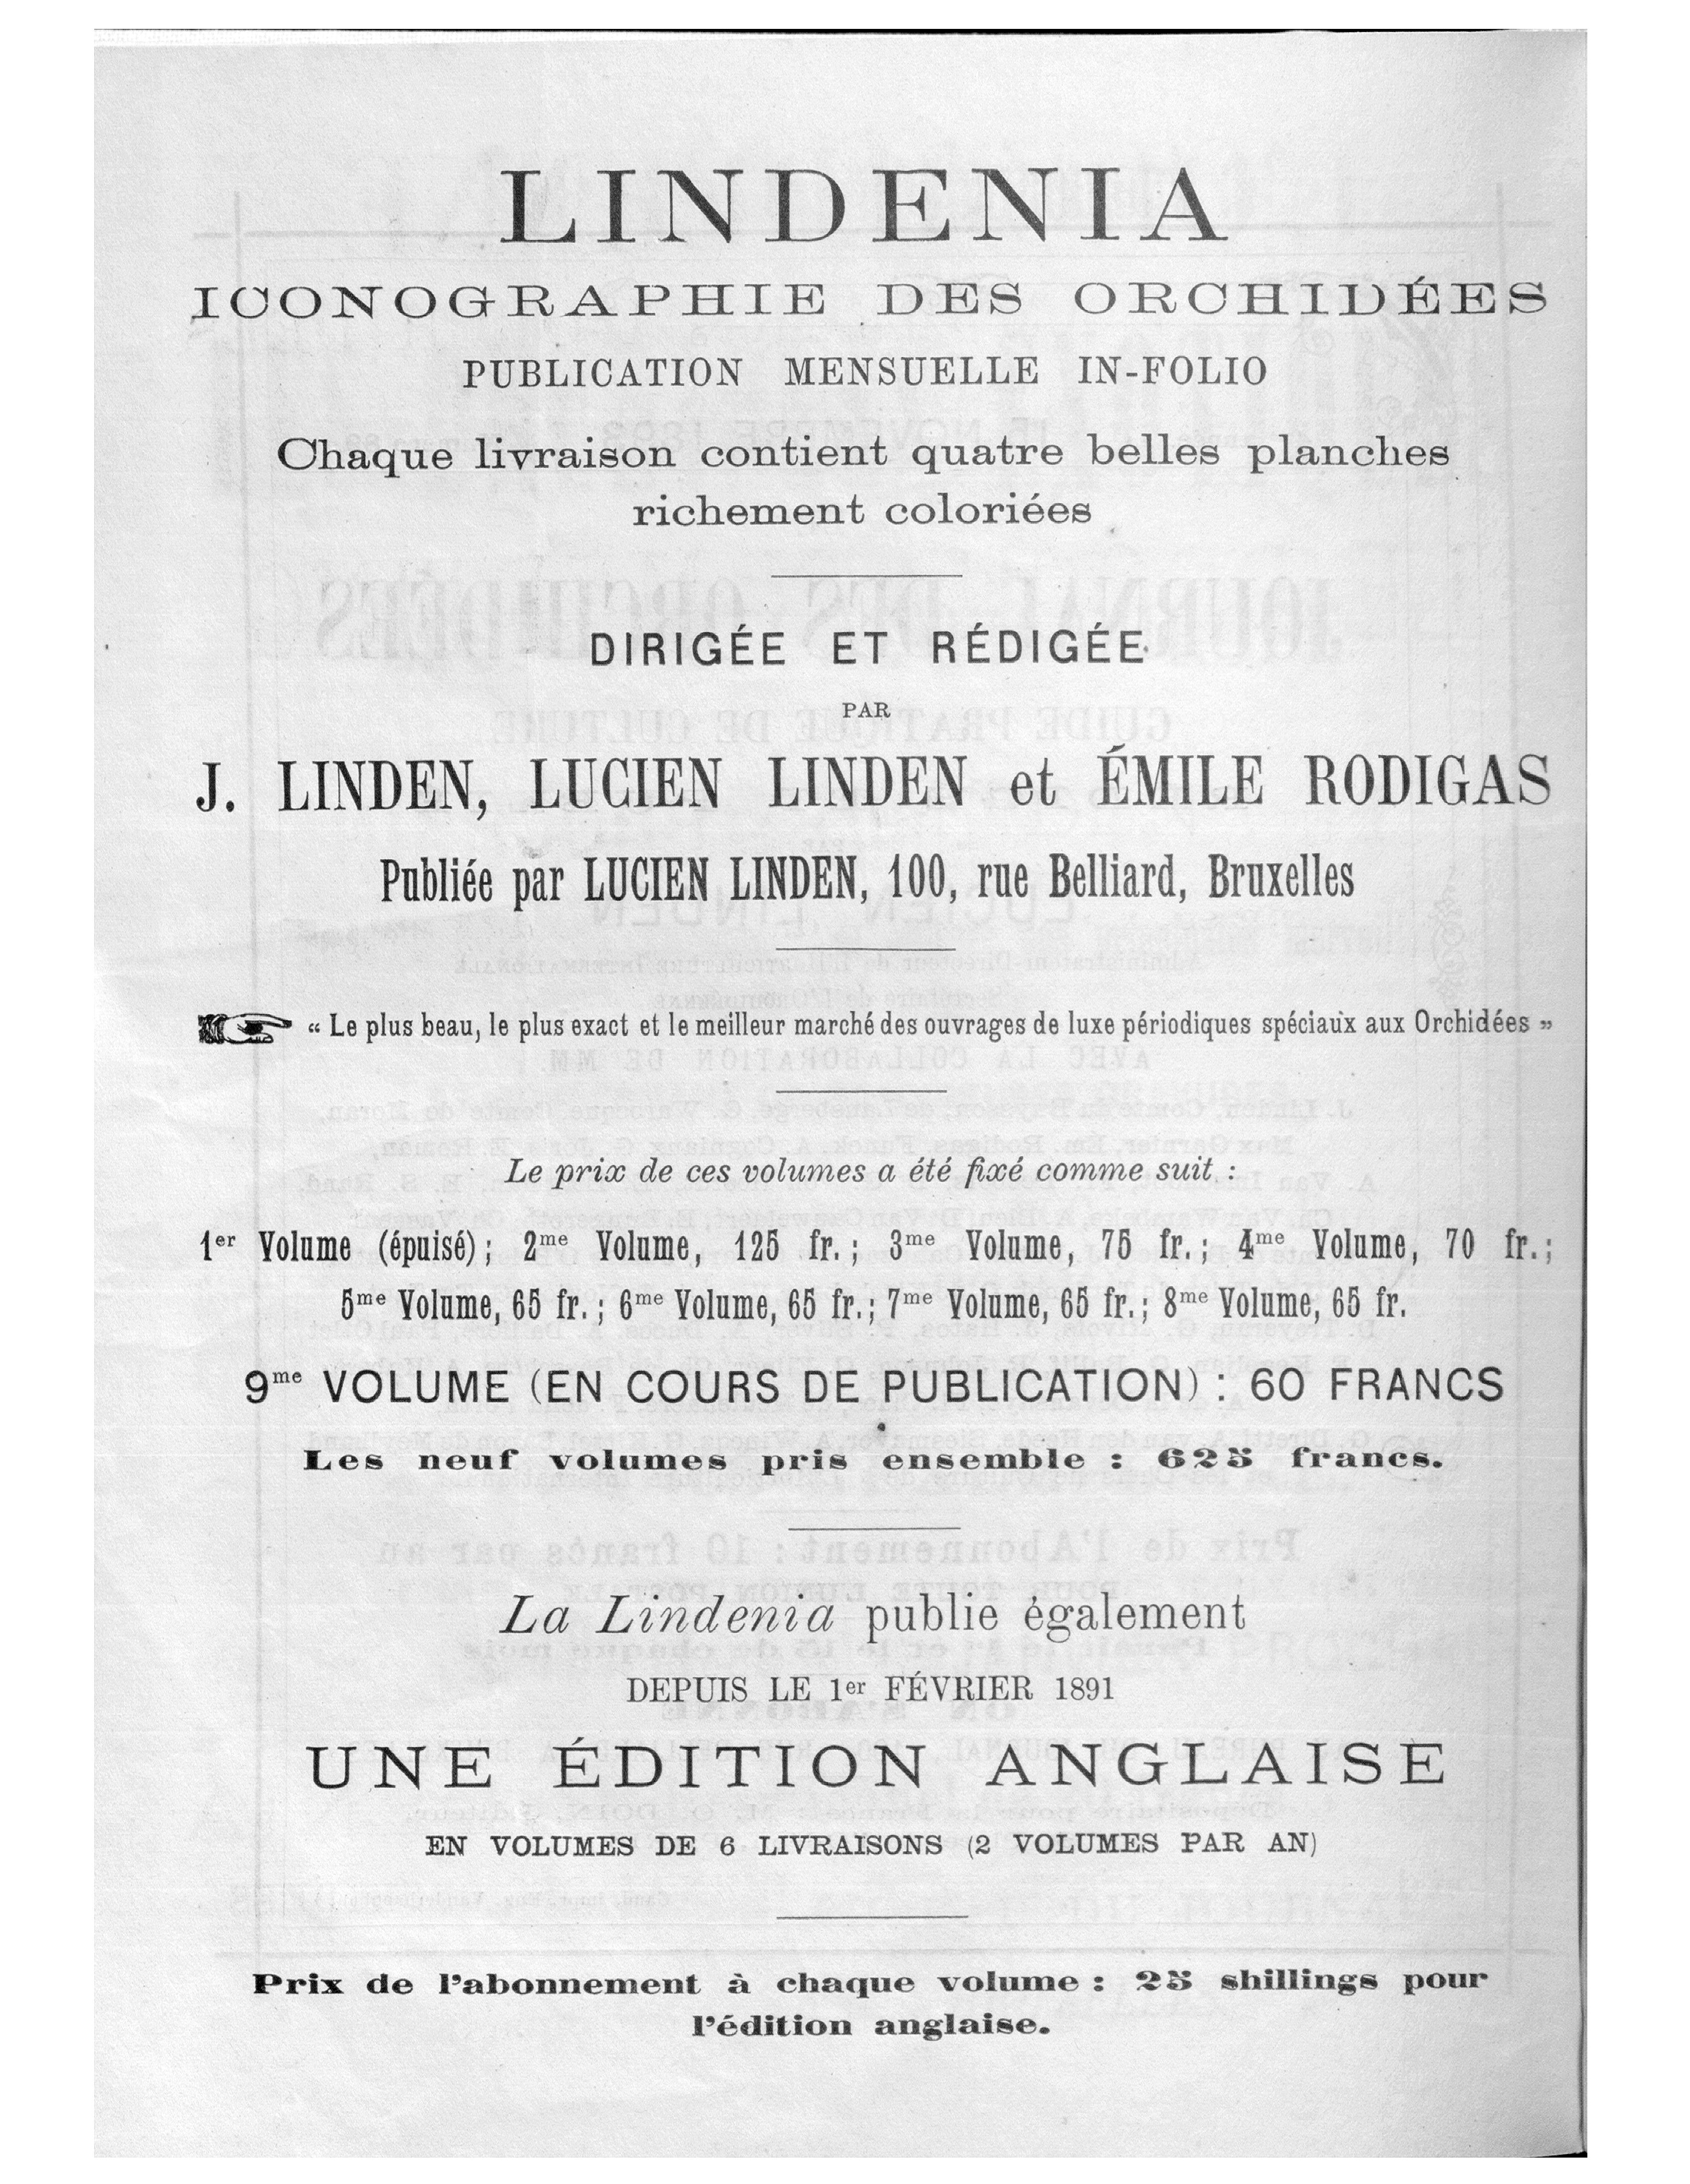 LINDENIA
ICONOGRAPHIE DES ORCHIDÉES
PUBLICATION MENSUELLE IN-FOLIO
Chaque livraison contient quatre belles planches
richement coloriées
DIRIGÉE ET RÉDIGÉE
PAR
J. LINDEN, LUCIEN LINDEN et ÉMILE RODIGAS
Publiée par LUCIEN LINDEN, 100, rue Belliard, Bruxelles
“ Le plus beau, le plus exact et le meilleur marché des ouvrages de luxe périodiques spéciaux aux Orchidées ”
Le prix de ces volumes a été fixé comme suit :
1er Volume (épuisé); 2me Volume, 125 fr.; 3me Volume, 75 fr.; 4me Volume, 70 fr.;
5me Volume, 65 fr.; 6me Volume, 65 fr.; 7me Volume, 65 fr.; 8me Volume, 65 fr.
9me VOLUME (EN COURS DE PUBLICATION) : 60 FRANCS
Les neuf volumes pris ensemble : 625 francs.
La Lindenia publie également
DEPUIS LE 1er FÉVRIER 1891
UNE ÉDITION ANGLAISE
EN VOLUMES DE 6 LIVRAISONS (2 VOLUMES PAR AN)
Prix de l'abonnement à chaque volume : 25 shillings pour
l'édition anglaise.